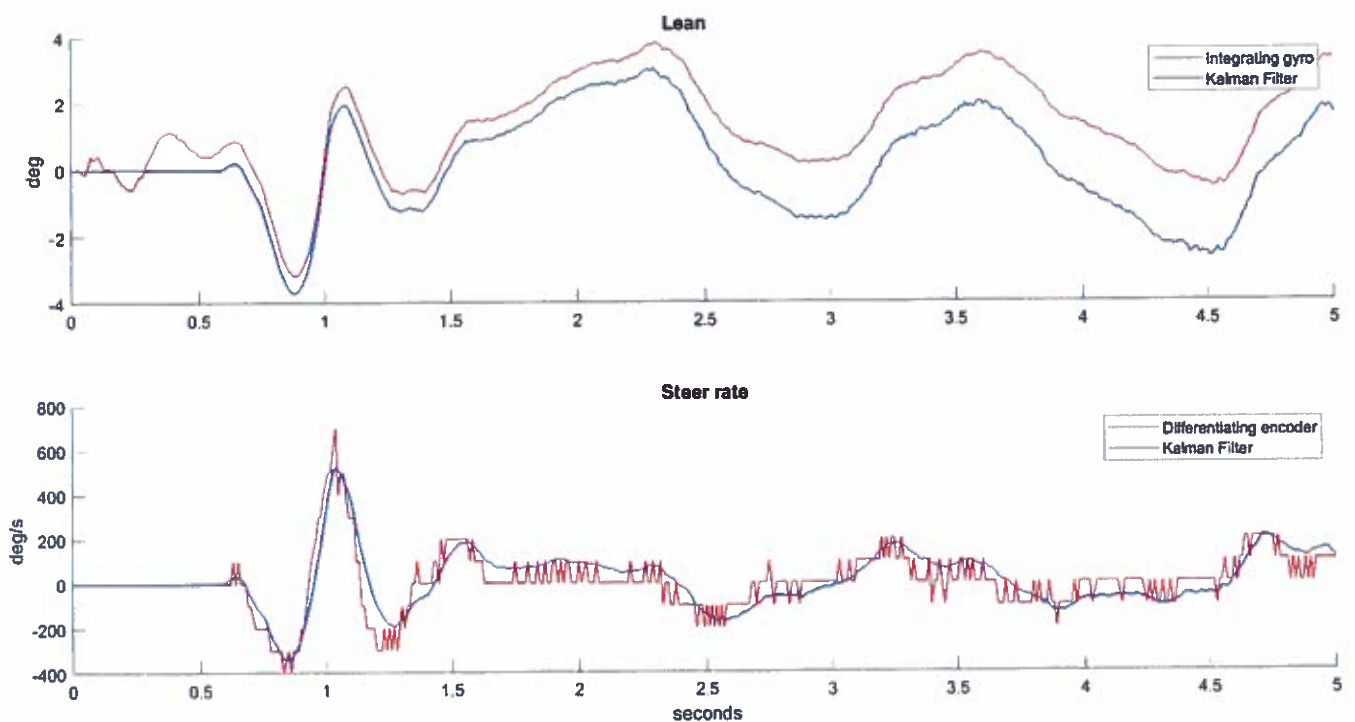 Lean
4
2
0
-2
-4
deg
Integrating gyro
Kalman Filter
0 0.5 1 1.5 2 2.5 3 3.5 4 4.5 5
Steer rate
800
600
400
200
0
-200
-400
deg/s
Differentiating encoder
Kalman Filter
0 0.5 1 1.5 2 2.5 3 3.5 4 4.5 5
seconds